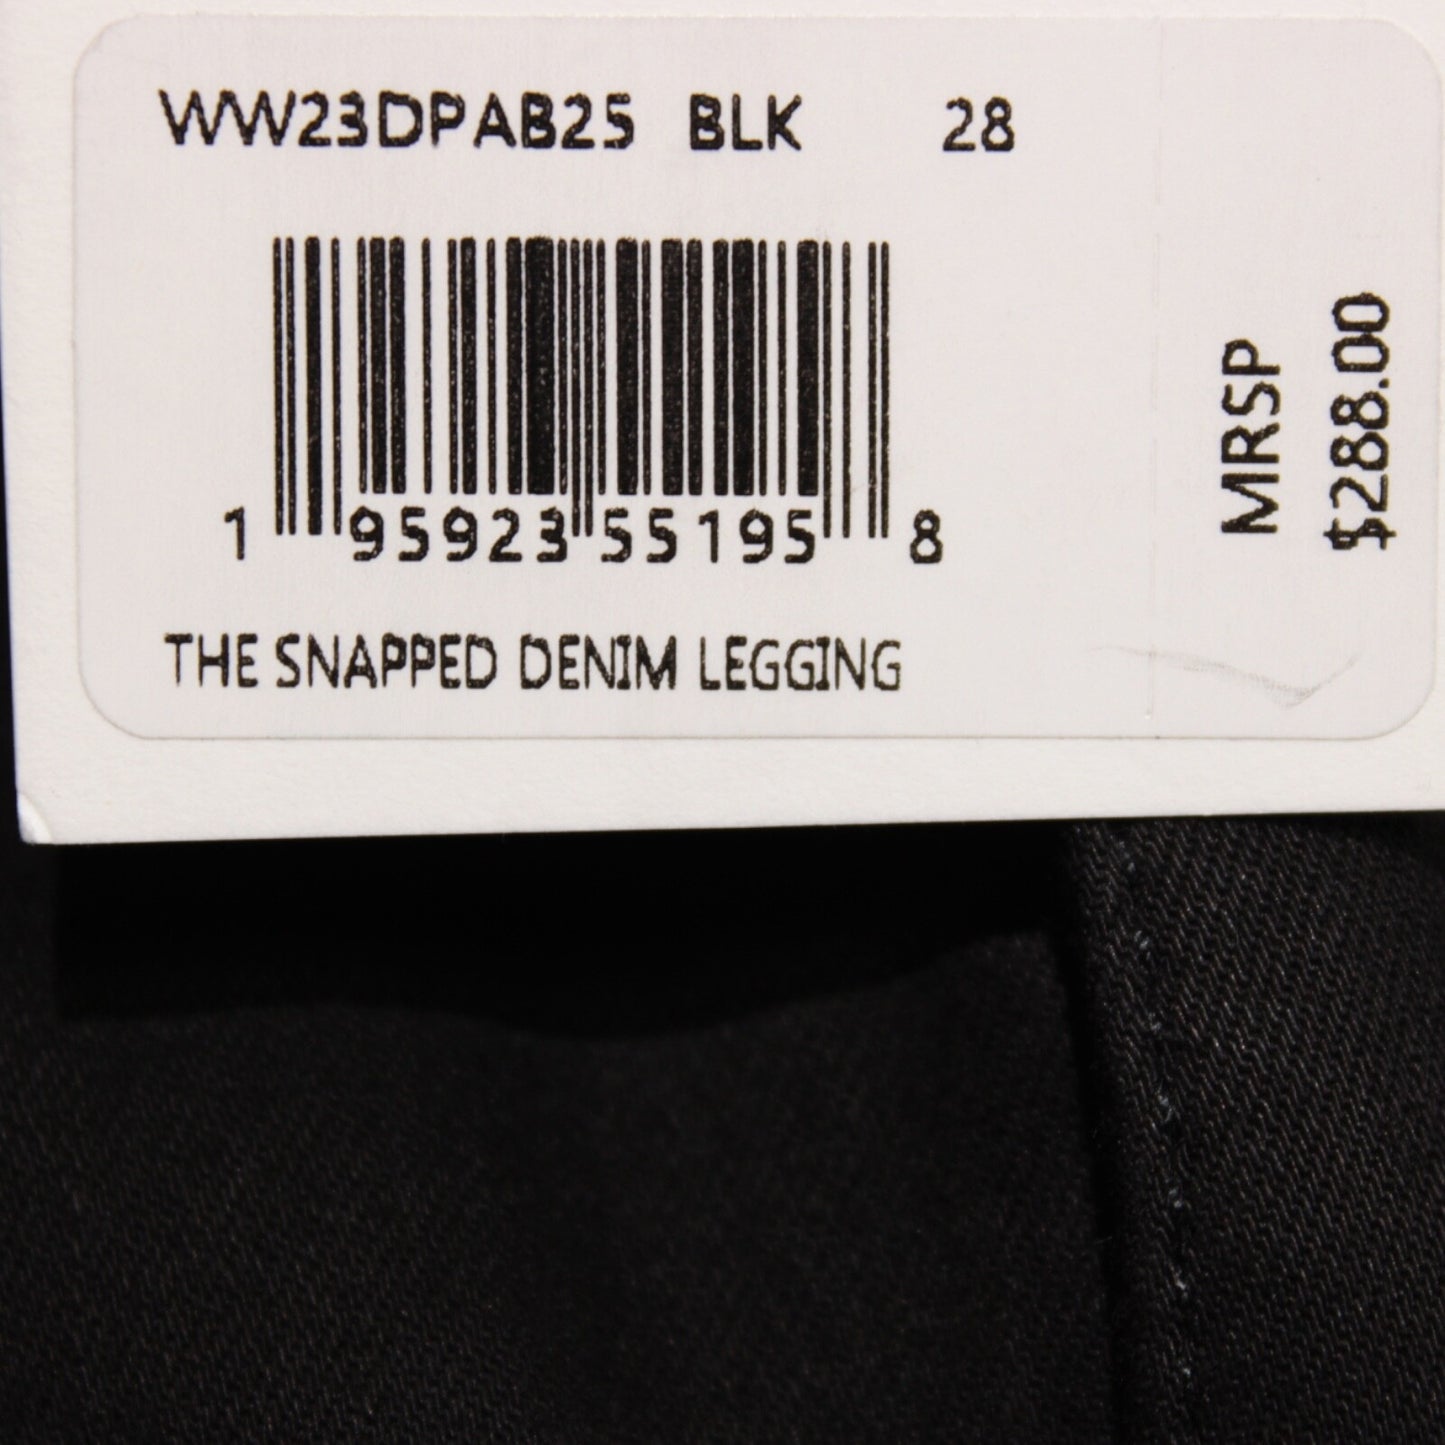 WW23DPAB25 BLK 28
1 95923 55195 8
THE SNAPPED DENIM LEGGING
MRSP
$288.00